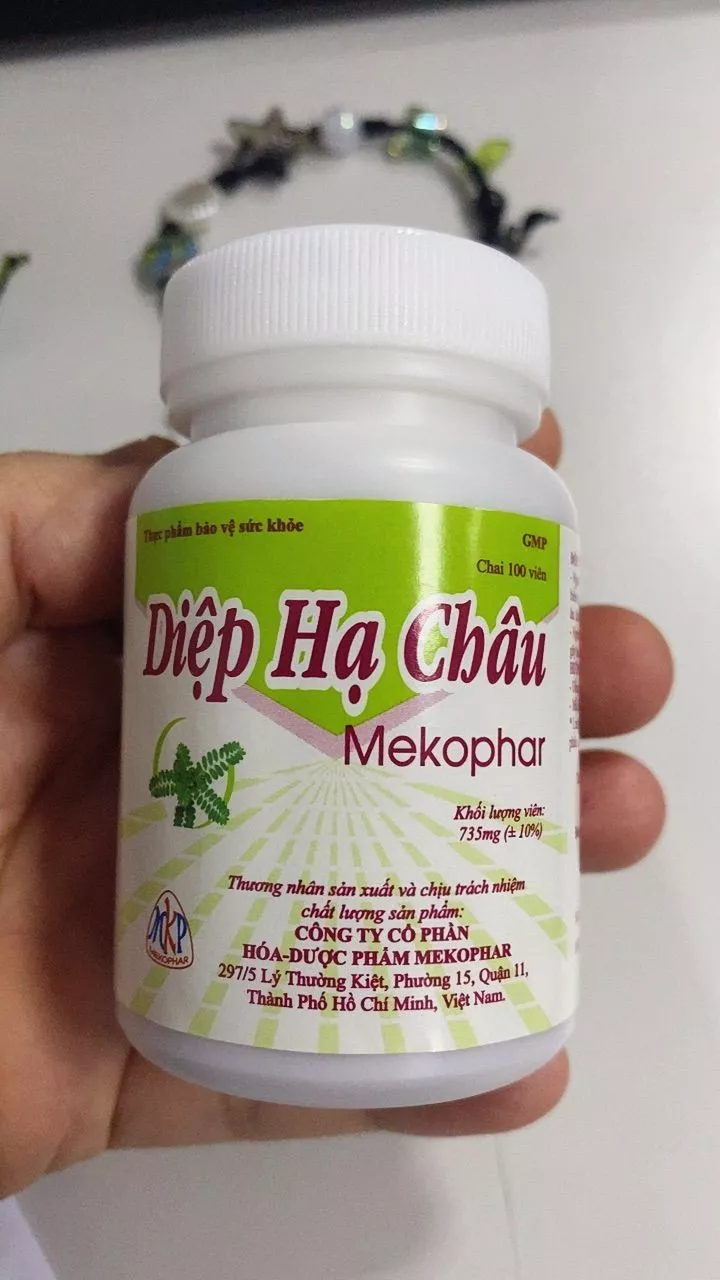 Thực phẩm bảo vệ sức khỏe
GMP
Chai 100 viên
Diệp Hạ Châu
Mekophar
Khối lượng viên:
735mg (± 10%)
Thương nhân sản xuất và chịu trách nhiệm
chất lượng sản phẩm:
CÔNG TY CỔ PHẦN
HÓA-DƯỢC PHẨM MEKOPHAR
297/5 Lý Thường Kiệt, Phường 15, Quận 11,
Thành Phố Hồ Chí Minh, Việt Nam.
MKP
MEKOPHAR